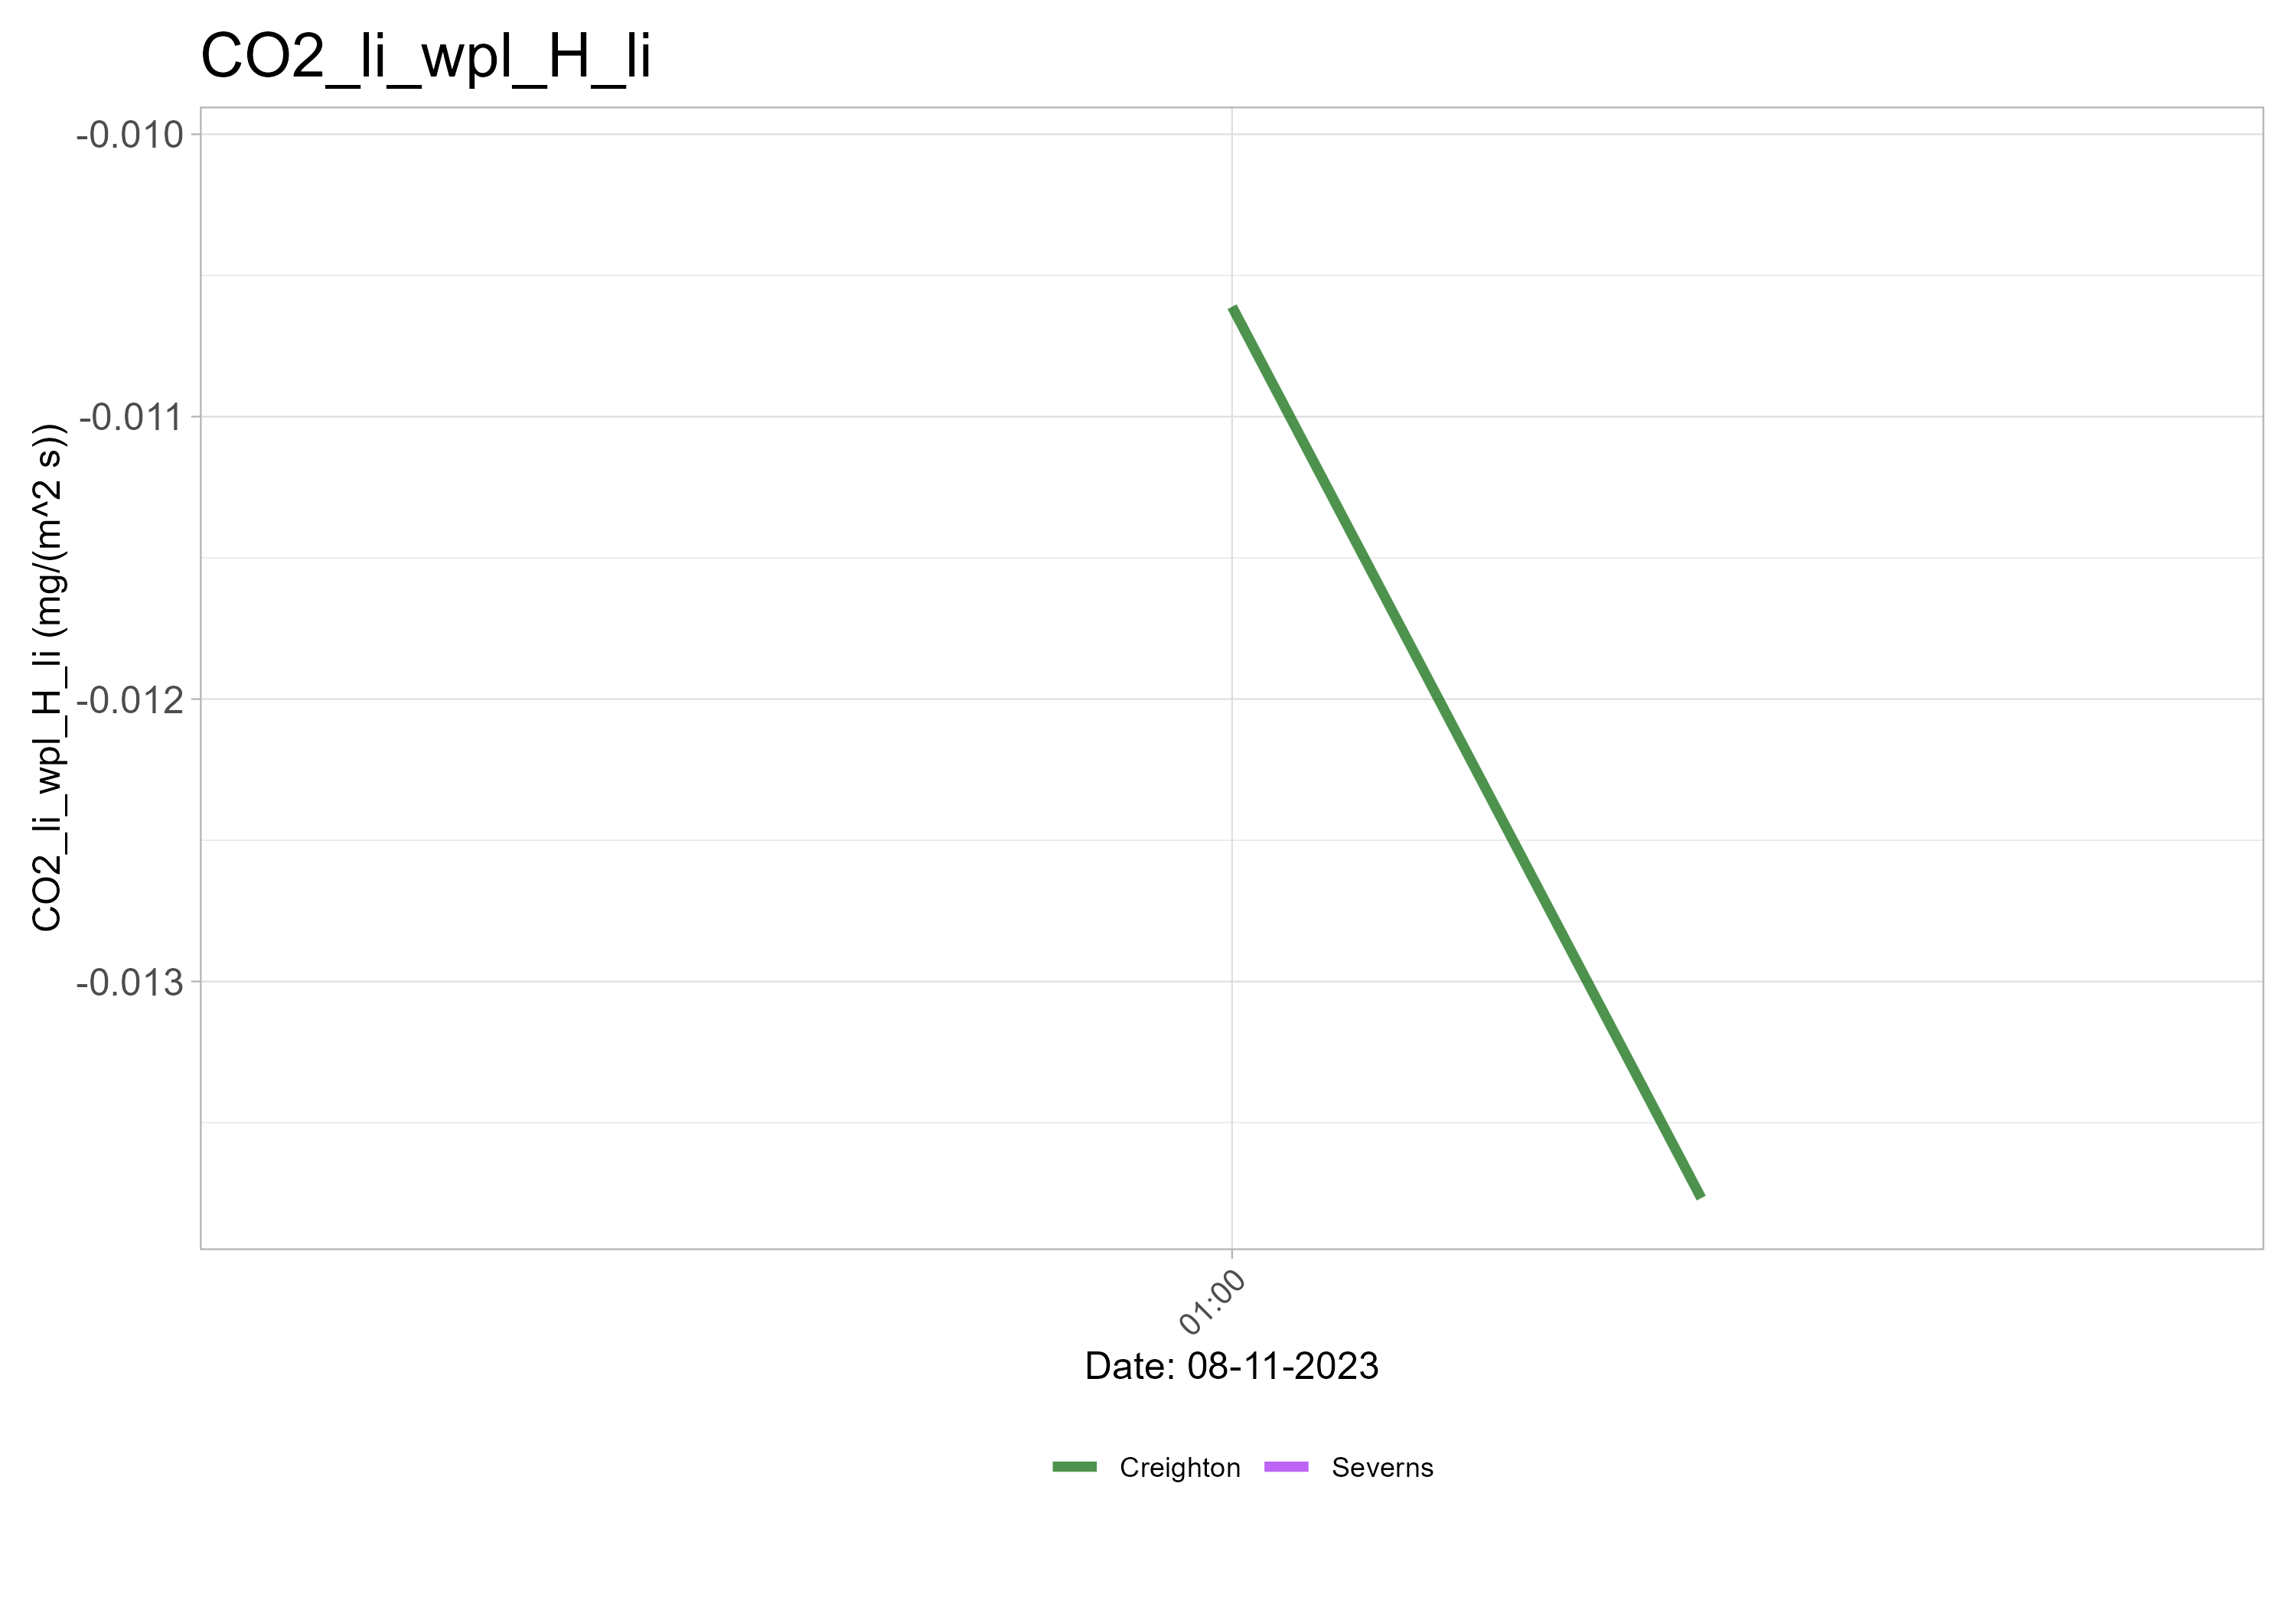 CO2_li_wpl_H_li
CO2_li_wpl_H_li (mg/(m^2 s))
-0.010
-0.011
-0.012
-0.013
01:00
Date: 08-11-2023
Creighton
Severns